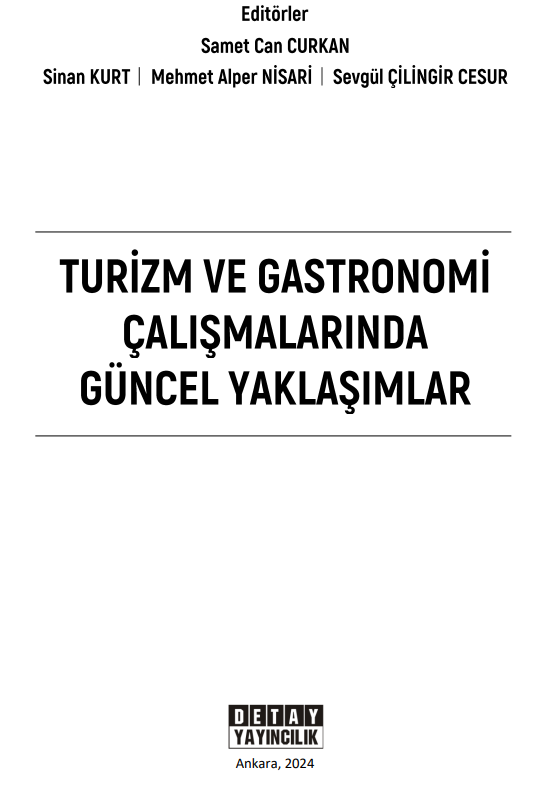 Editörler
Samet Can CURKAN
Sinan KURT | Mehmet Alper NİSARİ | Sevgül ÇİLİNGİR CESUR
TURİZM VE GASTRONOMİ
ÇALIŞMALARINDA
GÜNCEL YAKLAŞIMLAR
DETAY
YAYINCILIK
Ankara, 2024